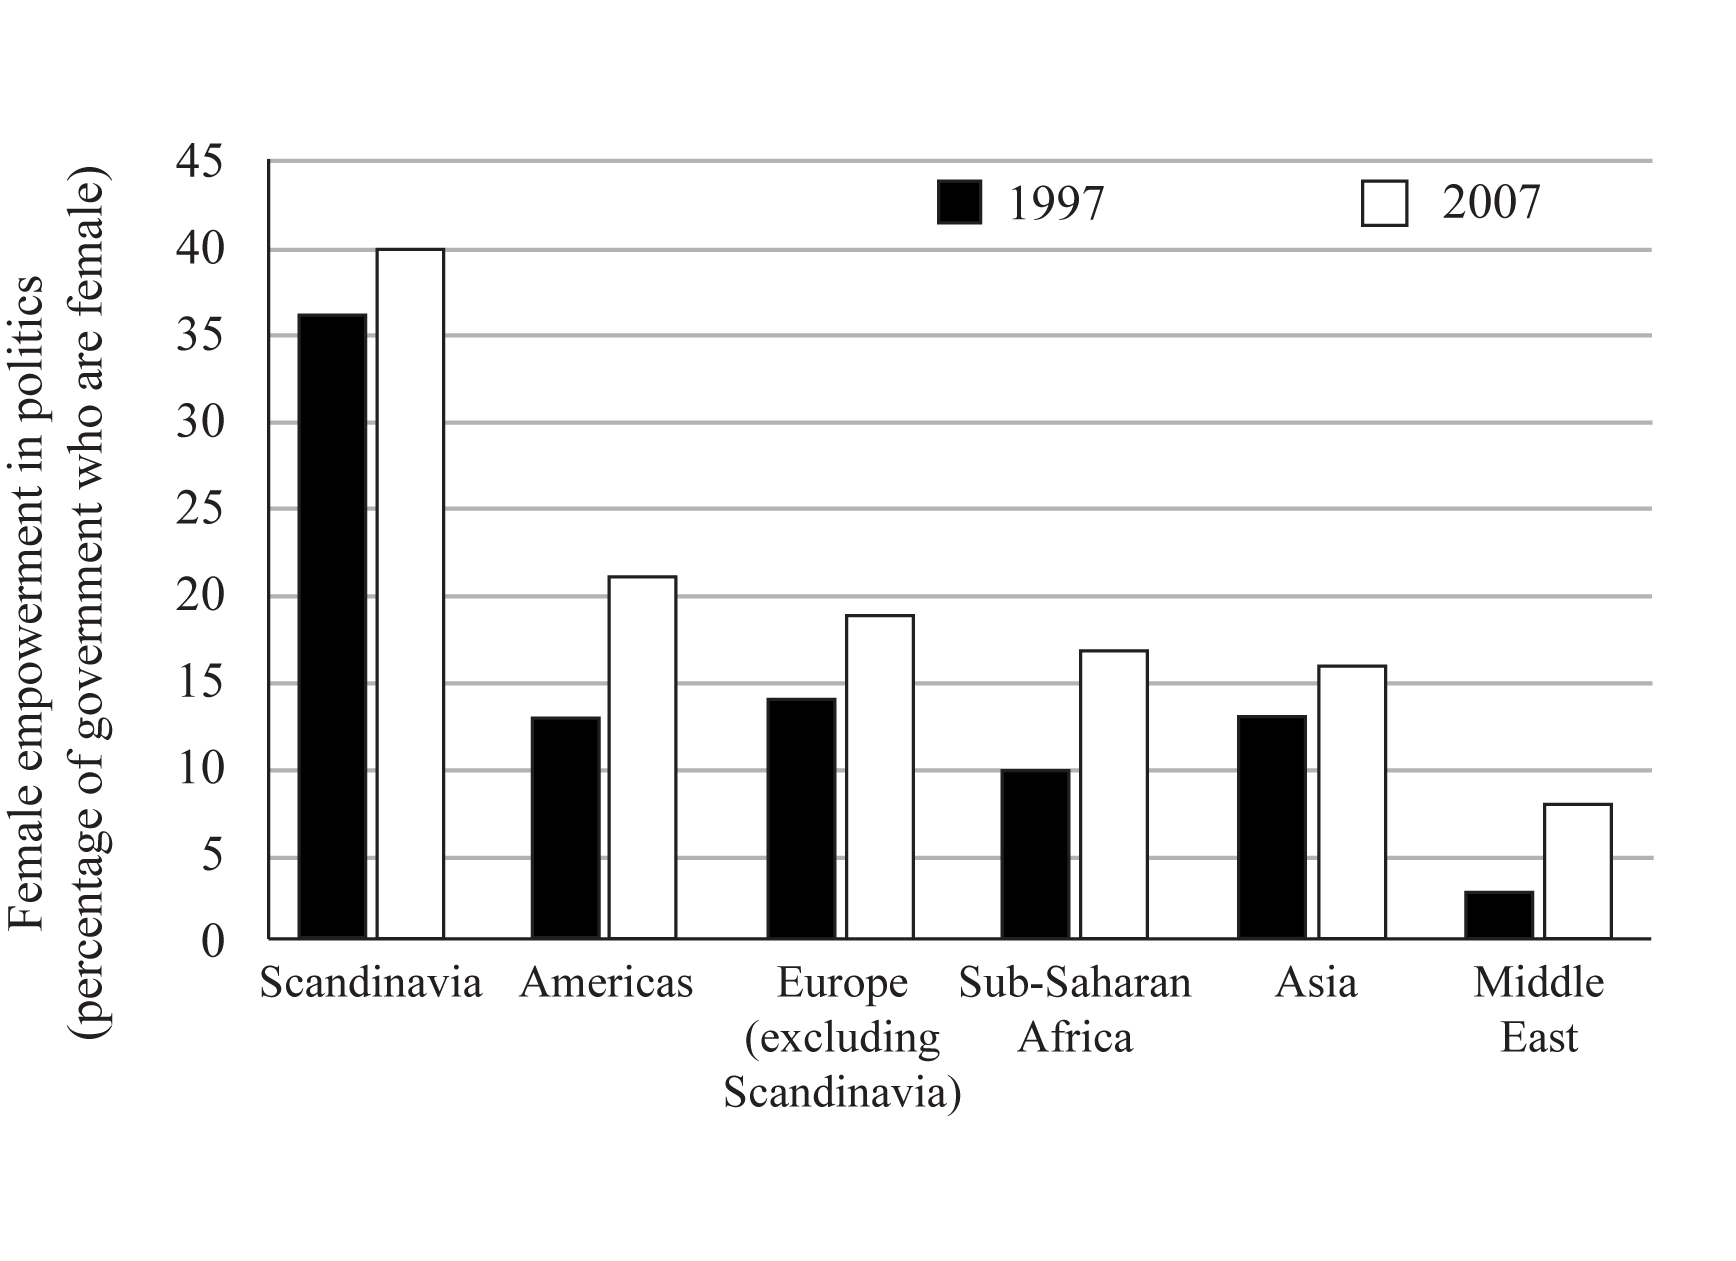 Female empowerment in politics
(percentage of government who are female)
45
40
35
30
25
20
15
10
5
0
1997
2007
Scandinavia
Americas
Europe
(excluding
Scandinavia)
Sub-Saharan
Africa
Asia
Middle
East